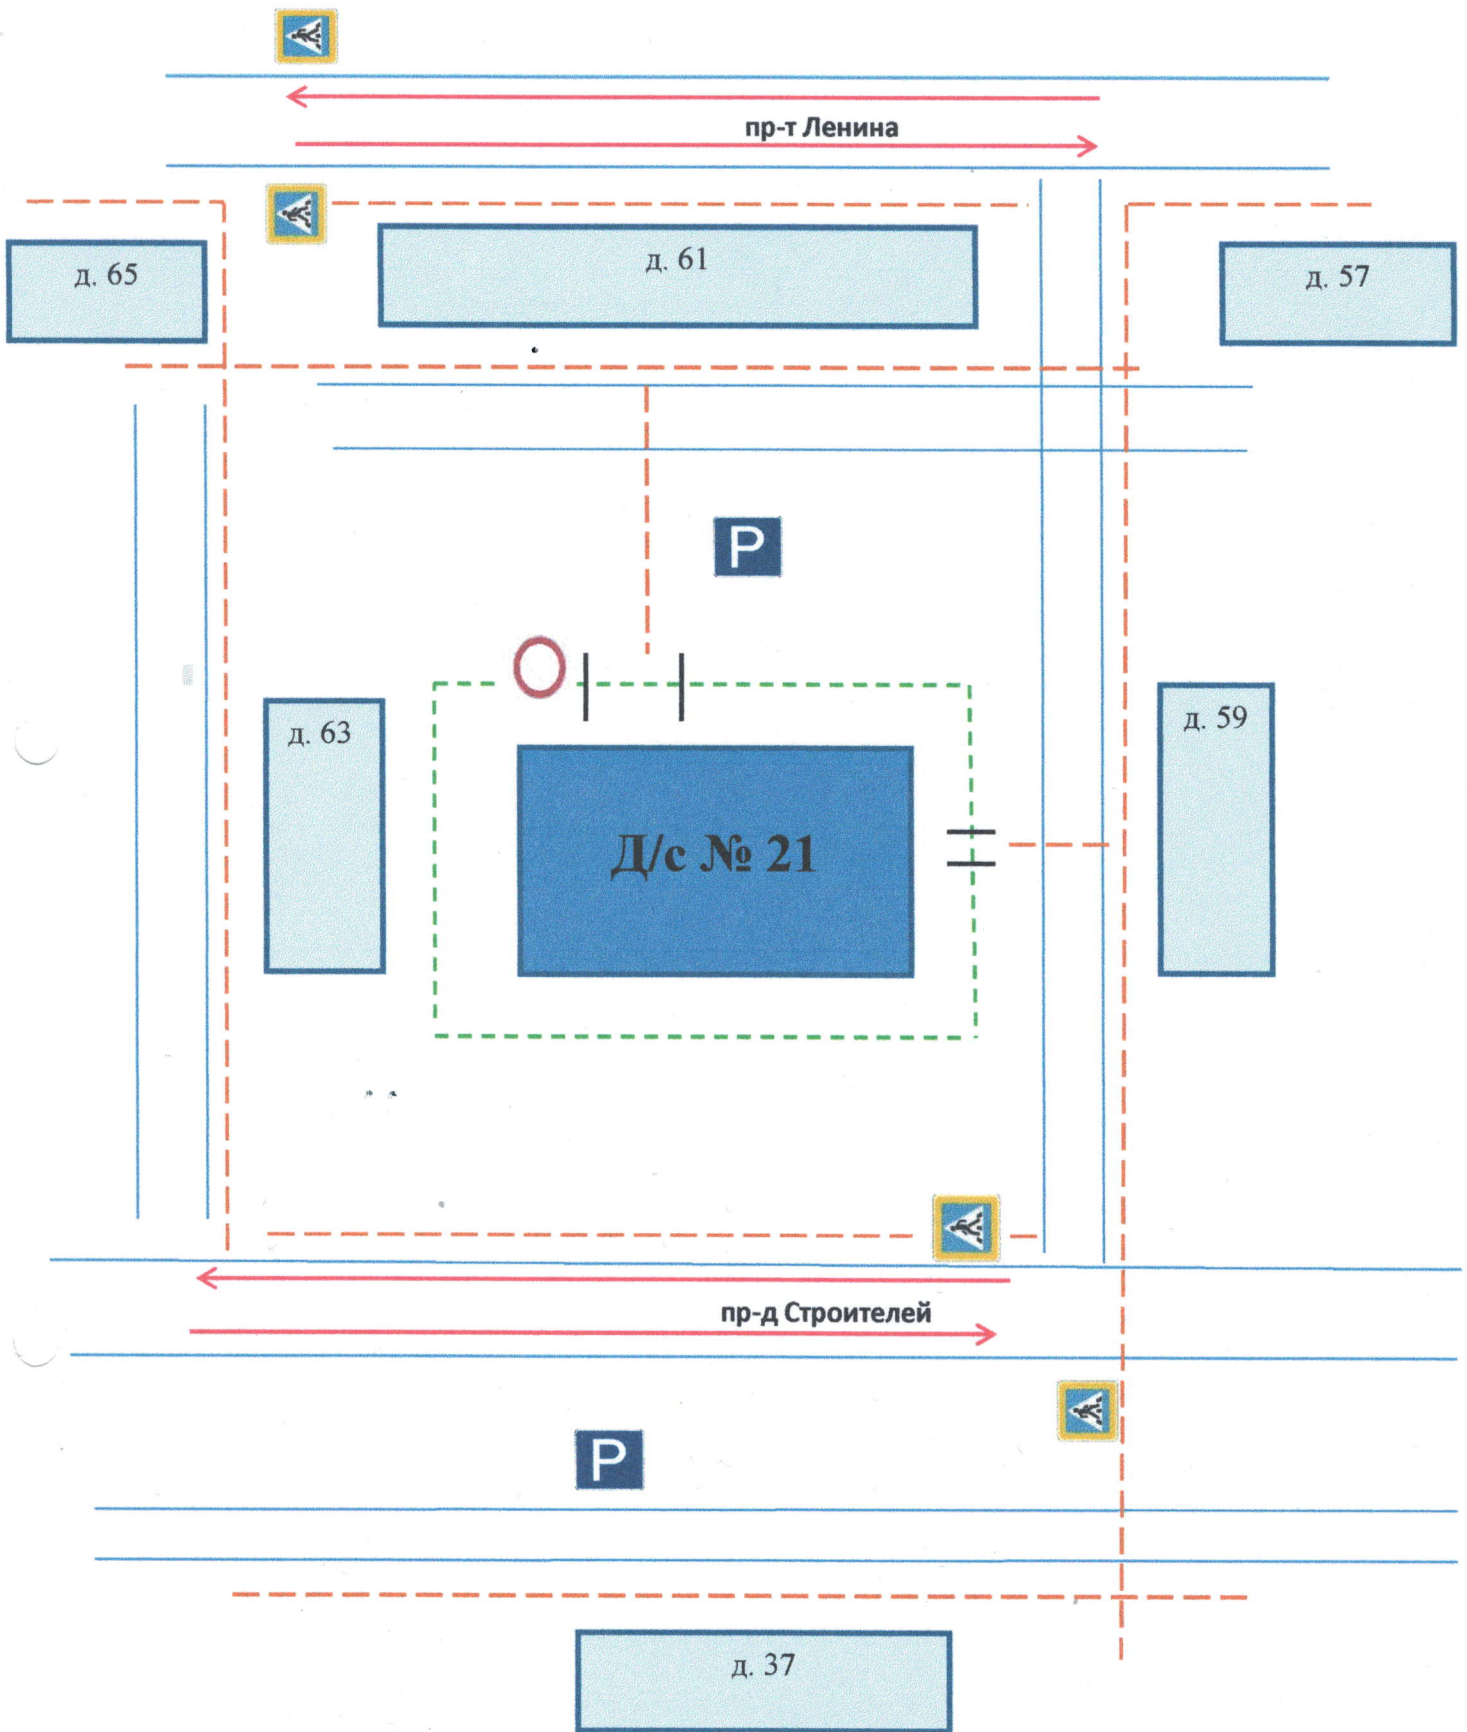 пр-т Ленина
д. 65
д. 61
д. 57
P
д. 63
д. 59
Д/с № 21
пр-д Строителей
P
д. 37